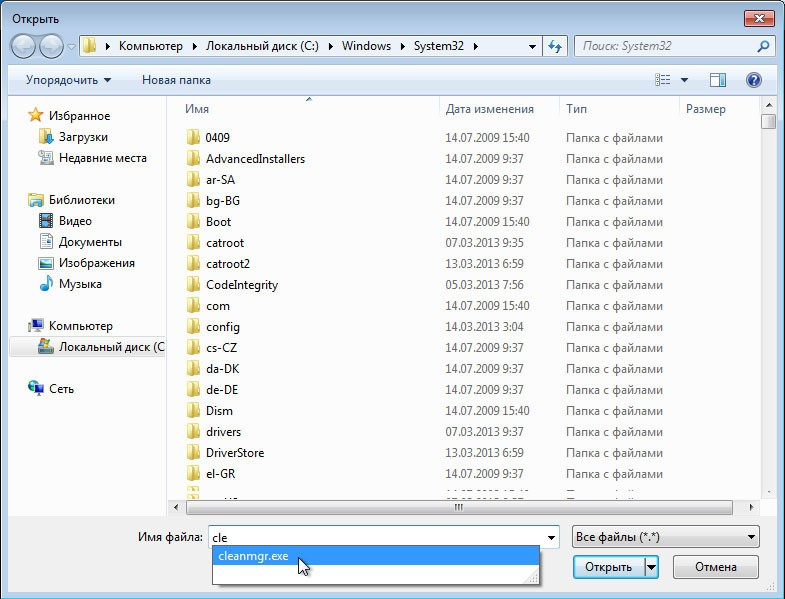 Открыть
Компьютер Локальный диск (C:) Windows System32 Поиск: System32
Упорядочить Новая папка
Имя Дата изменения Тип Размер
Избранное
Загрузки
Недавние места
Библиотеки
Видео
Документы
Изображения
Музыка
Компьютер
Локальный диск (C
Сеть
0409 14.07.2009 15:40 Папка с файлами
AdvancedInstallers 14.07.2009 9:37 Папка с файлами
ar-SA 14.07.2009 9:37 Папка с файлами
bg-BG 14.07.2009 9:37 Папка с файлами
Boot 14.07.2009 15:40 Папка с файлами
catroot 07.03.2013 9:35 Папка с файлами
catroot2 13.03.2013 6:59 Папка с файлами
CodeIntegrity 05.03.2013 7:56 Папка с файлами
com 14.07.2009 15:40 Папка с файлами
config 14.03.2013 3:04 Папка с файлами
cs-CZ 14.07.2009 9:37 Папка с файлами
da-DK 14.07.2009 9:37 Папка с файлами
de-DE 14.07.2009 9:37 Папка с файлами
Dism 14.07.2009 15:40 Папка с файлами
drivers 07.03.2013 9:37 Папка с файлами
DriverStore 13.03.2013 6:59 Папка с файлами
el-GR 14.07.2009 9:37 Папка с файлами
Имя файла: cle Все файлы (*.*)
cleanmgr.exe
Открыть Отмена